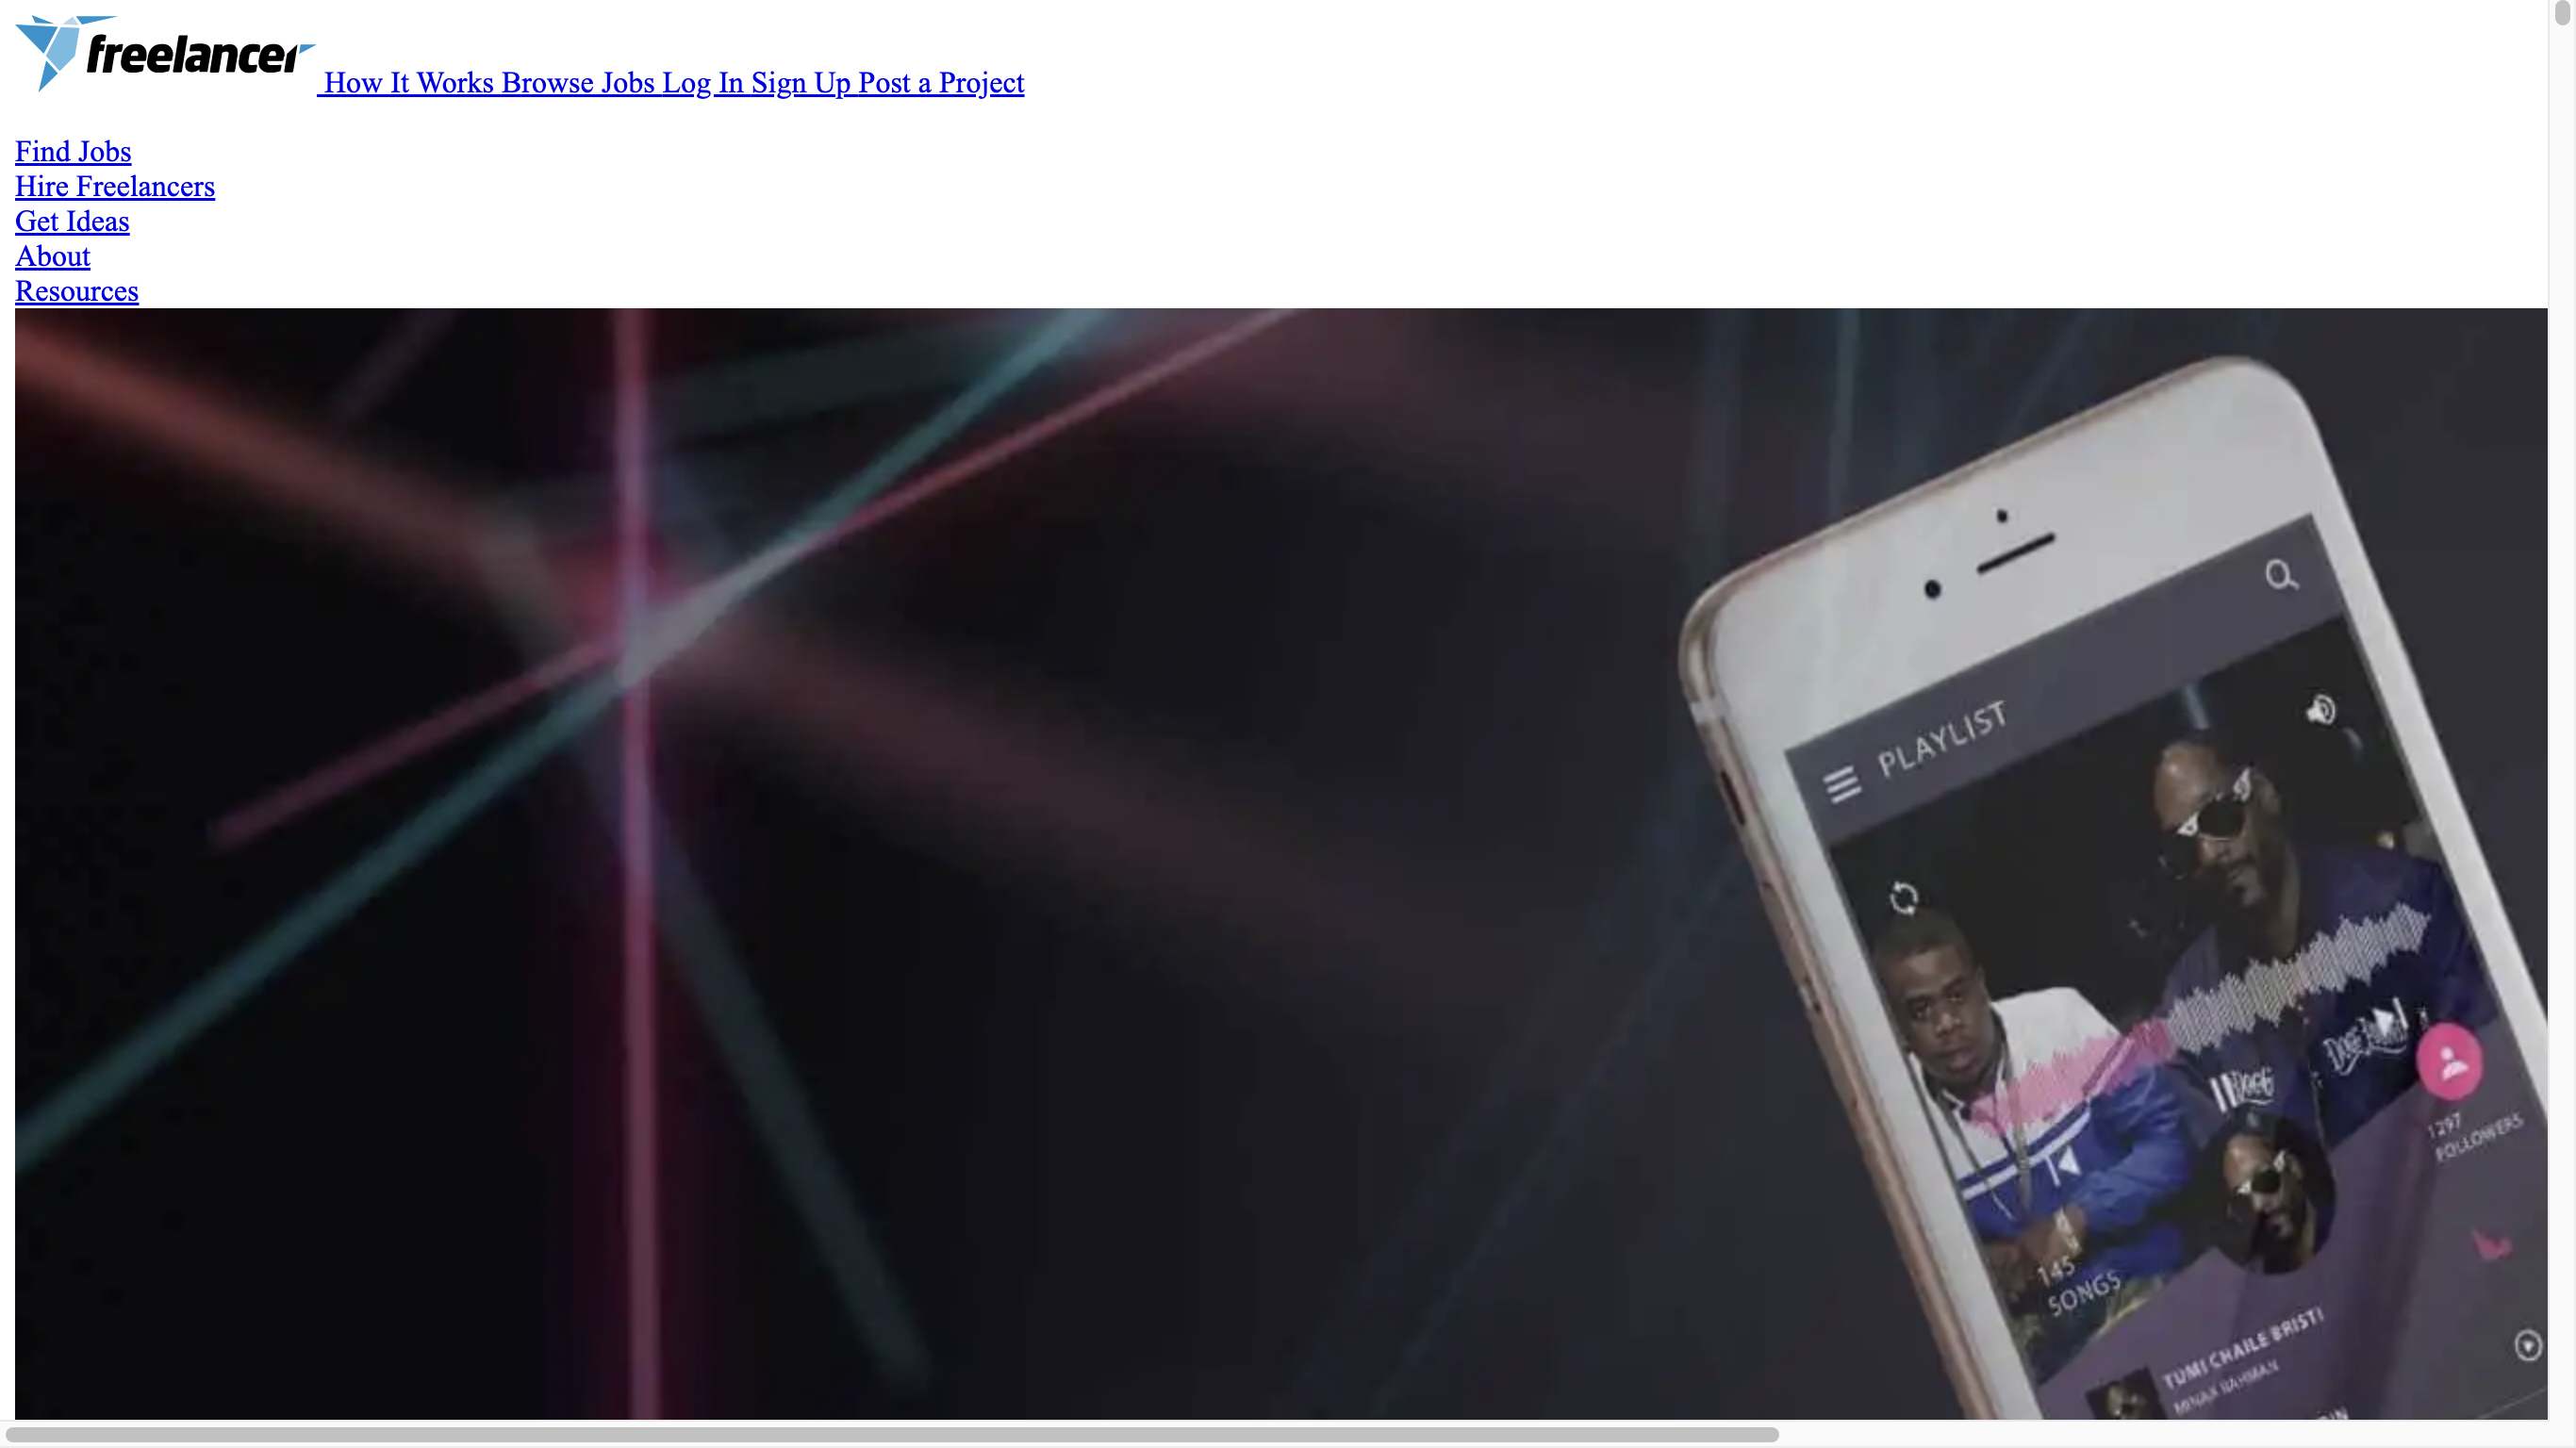 freelancer How It Works Browse Jobs Log In Sign Up Post a Project
Find Jobs
Hire Freelancers
Get Ideas
About
Resources
PLAYLIST
1297
FOLLOWERS
145
SONGS
TUMI CHAILE BRISTI